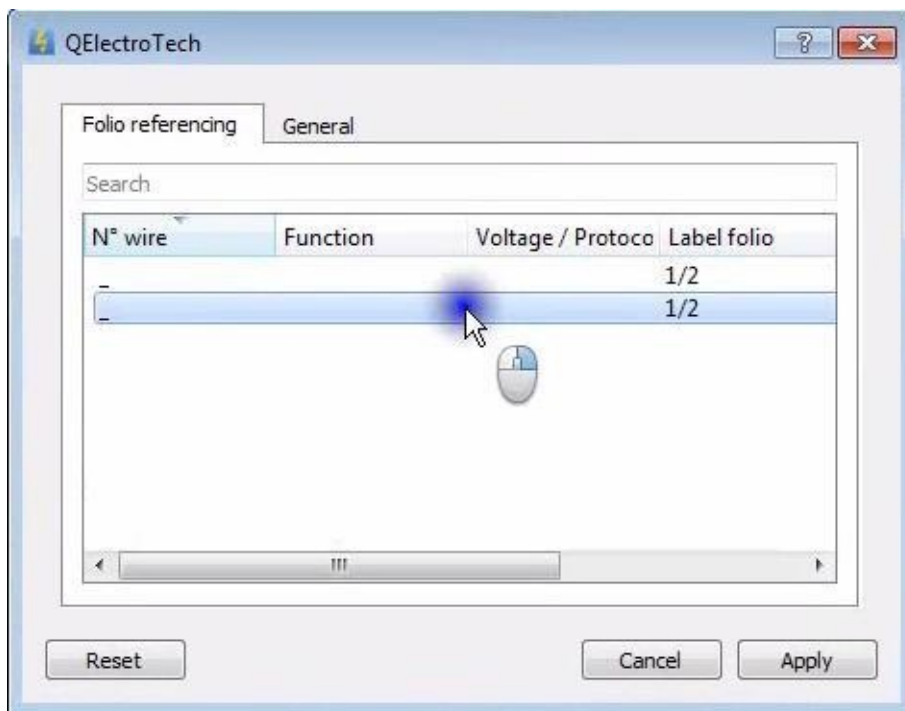 QElectroTech
Folio referencing General
Search
N° wire Function Voltage / Protoco Label folio
_ 1/2
_ 1/2
Reset Cancel Apply